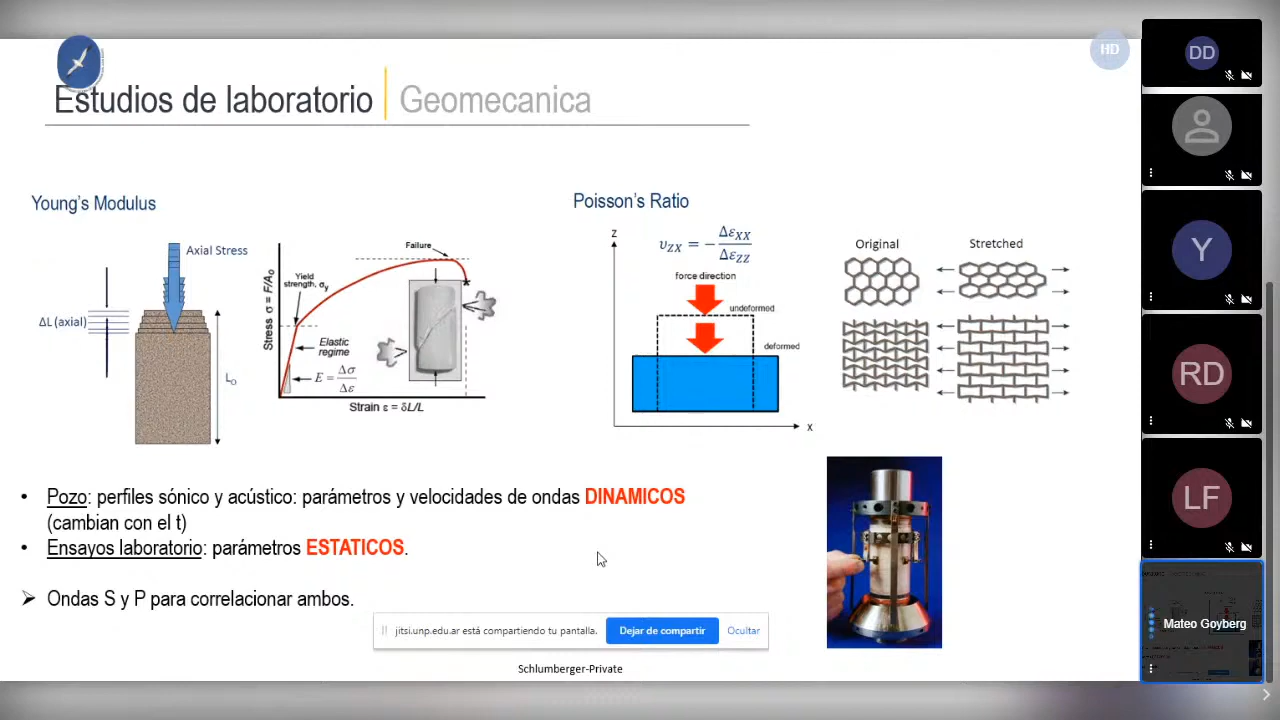 HD
Estudios de laboratorio
Geomecanica
Young's Modulus
Axial Stress
ΔL (axial)
L₀
Failure
Yield
strength, σy
Elastic
regime
E = Δσ
Δε
Stress σ = F/A₀
Strain ε = δL/L
Poisson's Ratio
z
υZX = − ΔεXX
ΔεZZ
force direction
undeformed
deformed
x
Original
Stretched
• Pozo: perfiles sónico y acústico: parámetros y velocidades de ondas DINAMICOS
(cambian con el t)
• Ensayos laboratorio: parámetros ESTATICOS.
➢ Ondas S y P para correlacionar ambos.
jitsi.unp.edu.ar está compartiendo tu pantalla.
Dejar de compartir
Ocultar
Schlumberger-Private
DD
Y
RD
LF
Mateo Goyberg